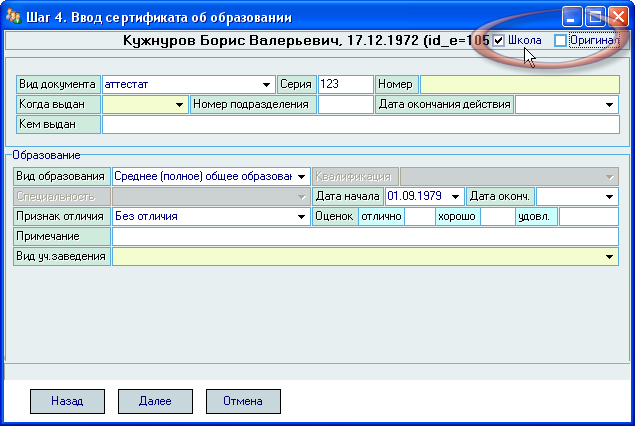 Шаг 4. Ввод сертификата об образовании
Кужнуров Борис Валерьевич, 17.12.1972 (id_e=105 Школа Оригинал
Вид документа аттестат Серия 123 Номер
Когда выдан Номер подразделения Дата окончания действия
Кем выдан
Образование
Вид образования Среднее (полное) общее образован Квалификация
Специальность Дата начала 01.09.1979 Дата оконч.
Признак отличия Без отличия Оценок отлично хорошо удовл.
Примечание
Вид уч.заведения
Назад Далее Отмена